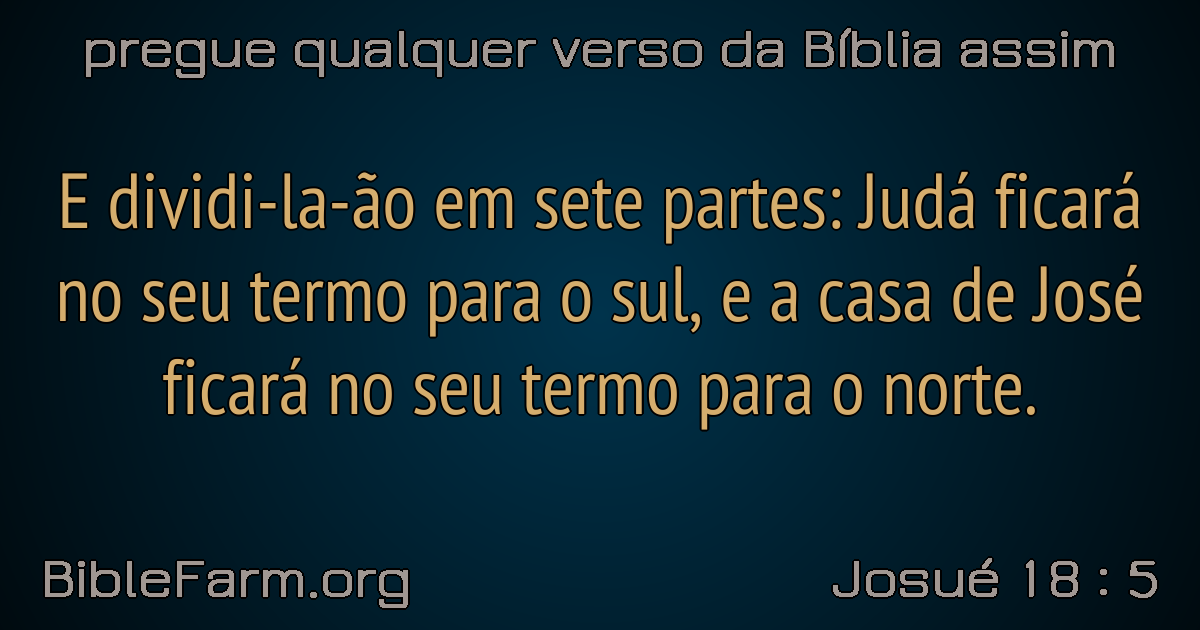 pregue qualquer verso da Bíblia assim
E dividi-la-ão em sete partes: Judá ficará
no seu termo para o sul, e a casa de José
ficará no seu termo para o norte.
BibleFarm.org
Josué 18 : 5